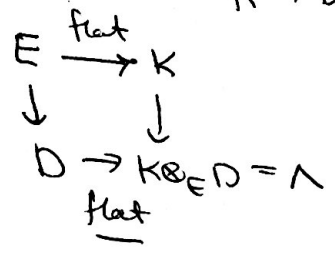 flat
E → K
↓ ↓
D → K⊗_E D = Λ
flat